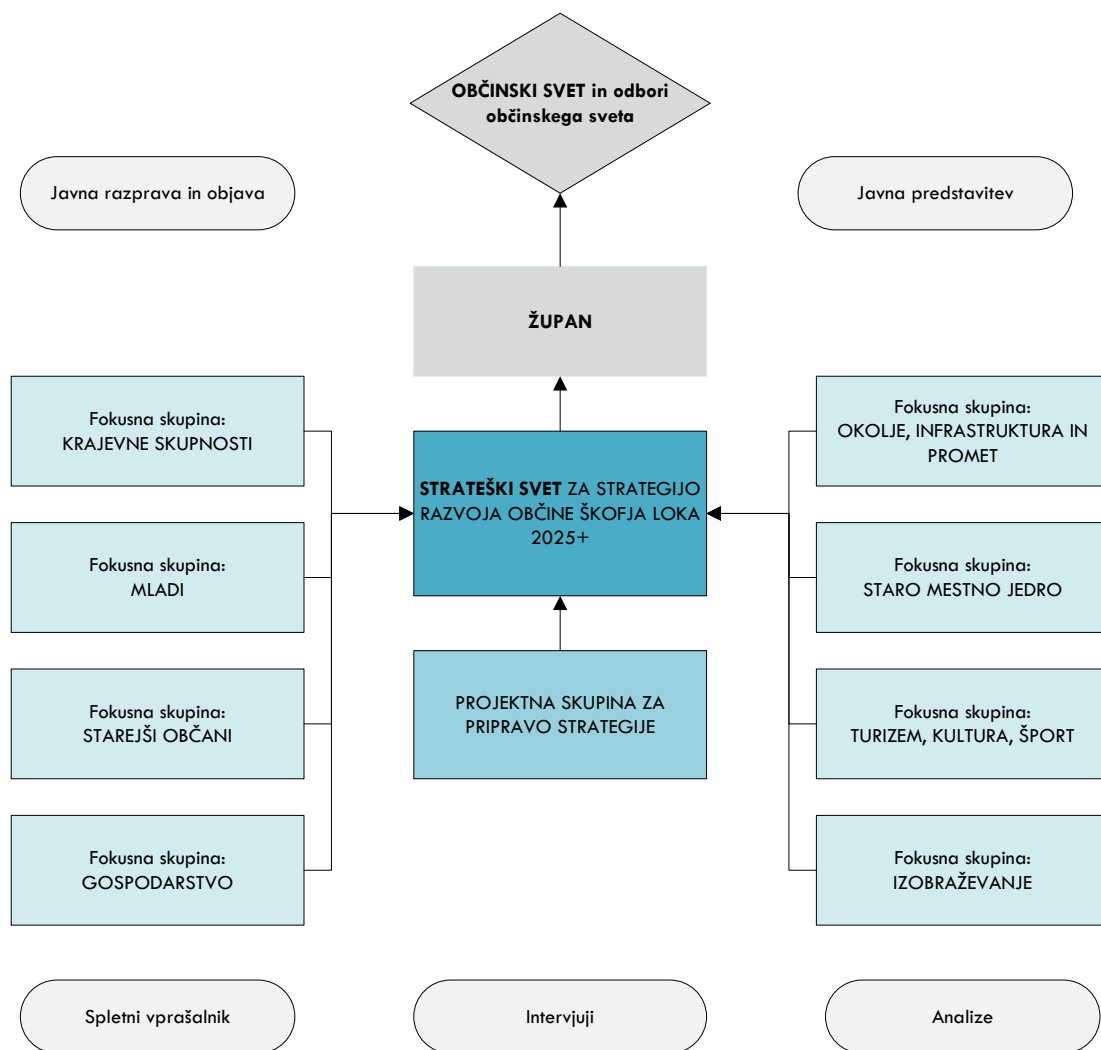 OBČINSKI SVET in odbori
občinskega sveta
Javna razprava in objava
Javna predstavitev
ŽUPAN
Fokusna skupina:
KRAJEVNE SKUPNOSTI
Fokusna skupina:
MLADI
Fokusna skupina:
STAREJŠI OBČANI
Fokusna skupina:
GOSPODARSTVO
STRATEŠKI SVET ZA STRATEGIJO
RAZVOJA OBČINE ŠKOFJA LOKA
2025+
PROJEKTNA SKUPINA ZA
PRIPRAVO STRATEGIJE
Fokusna skupina:
OKOLJE, INFRASTRUKTURA IN
PROMET
Fokusna skupina:
STARO MESTNO JEDRO
Fokusna skupina:
TURIZEM, KULTURA, ŠPORT
Fokusna skupina:
IZOBRAŽEVANJE
Spletni vprašalnik
Intervjuji
Analize